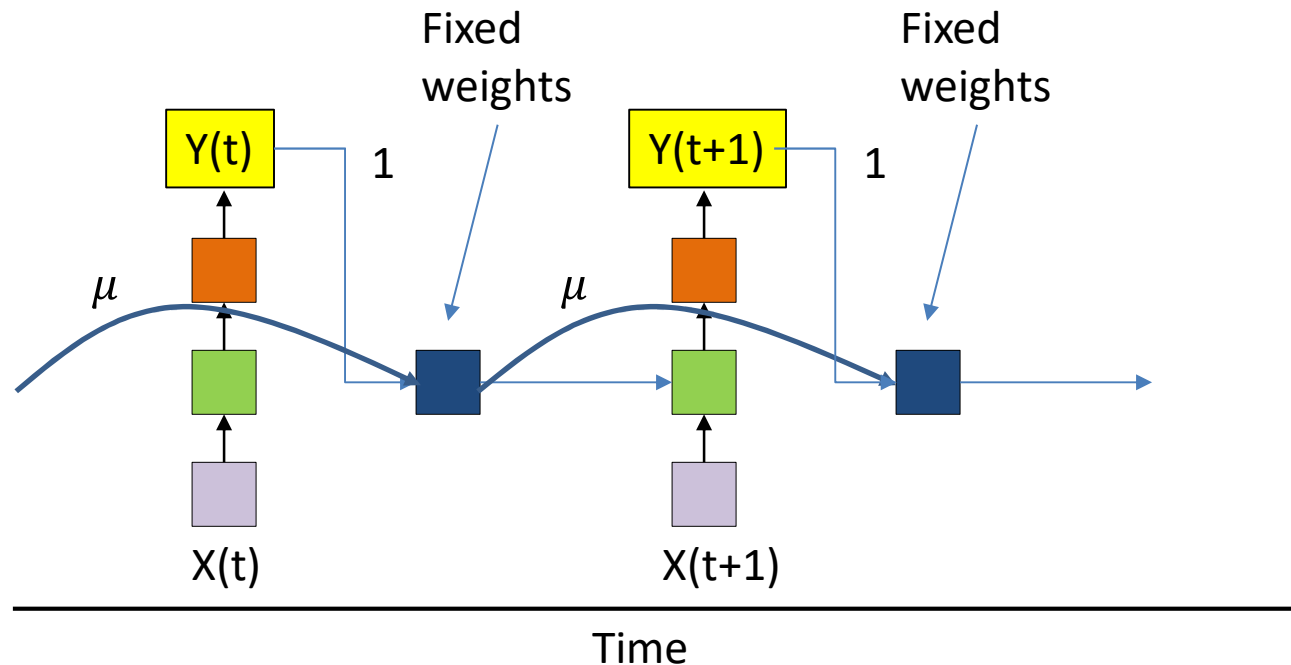 Fixed
weights
Fixed
weights
Y(t)
1
Y(t+1)
1
μ
μ
X(t)
X(t+1)
Time